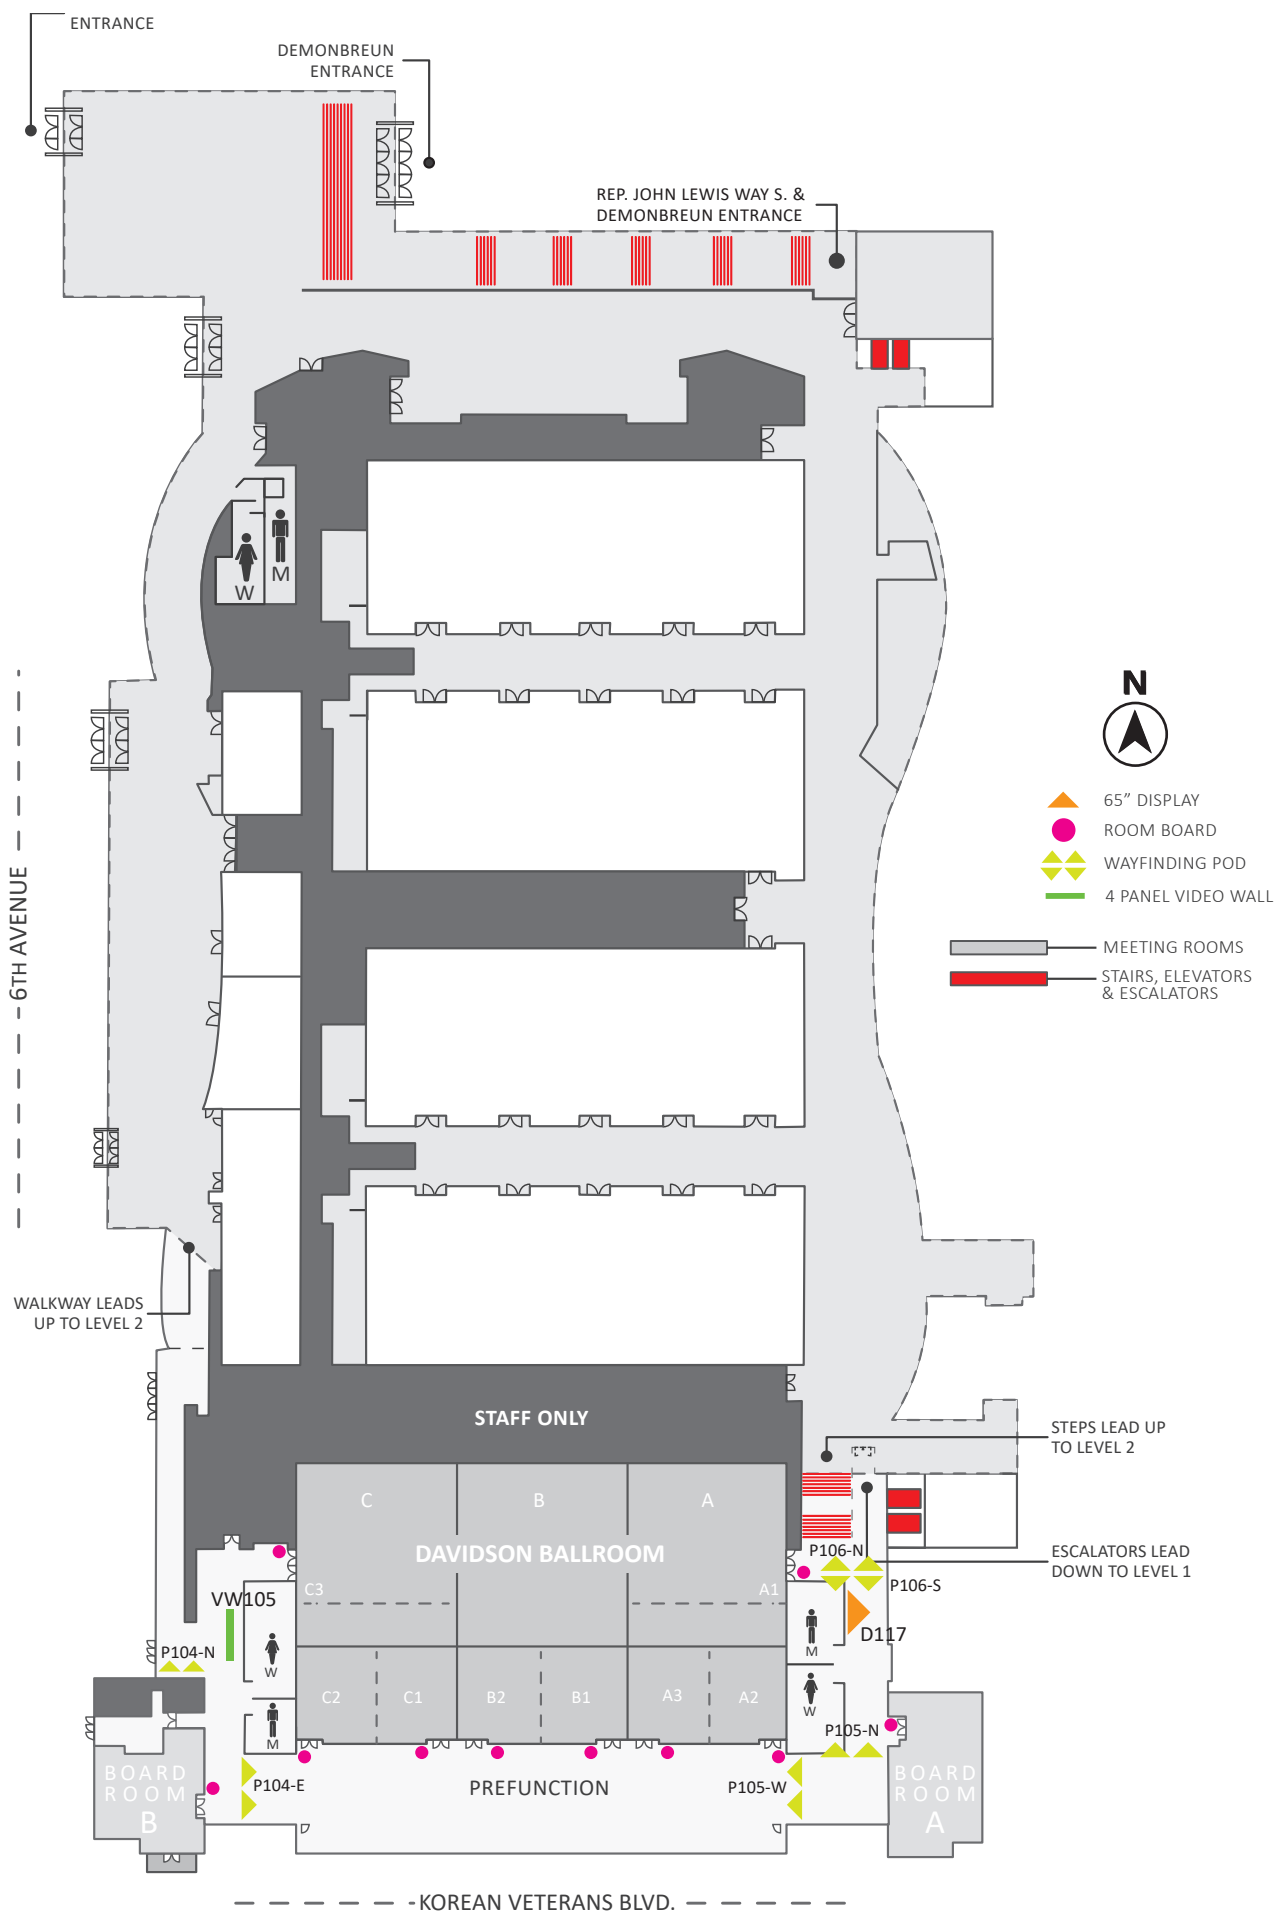 ENTRANCE
DEMONBREUN
ENTRANCE
REP. JOHN LEWIS WAY S. &
DEMONBREUN ENTRANCE
W
M
6TH AVENUE
N
65” DISPLAY
ROOM BOARD
WAYFINDING POD
4 PANEL VIDEO WALL
MEETING ROOMS
STAIRS, ELEVATORS
& ESCALATORS
WALKWAY LEADS
UP TO LEVEL 2
STAFF ONLY
STEPS LEAD UP
TO LEVEL 2
C
B
A
DAVIDSON BALLROOM
P106-N
ESCALATORS LEAD
DOWN TO LEVEL 1
P106-S
C3
A1
VW105
D117
P104-N
W
M
C2
C1
B2
B1
A3
A2
M
W
P105-N
BOARD
ROOM
B
P104-E
PREFUNCTION
P105-W
BOARD
ROOM
A
KOREAN VETERANS BLVD.